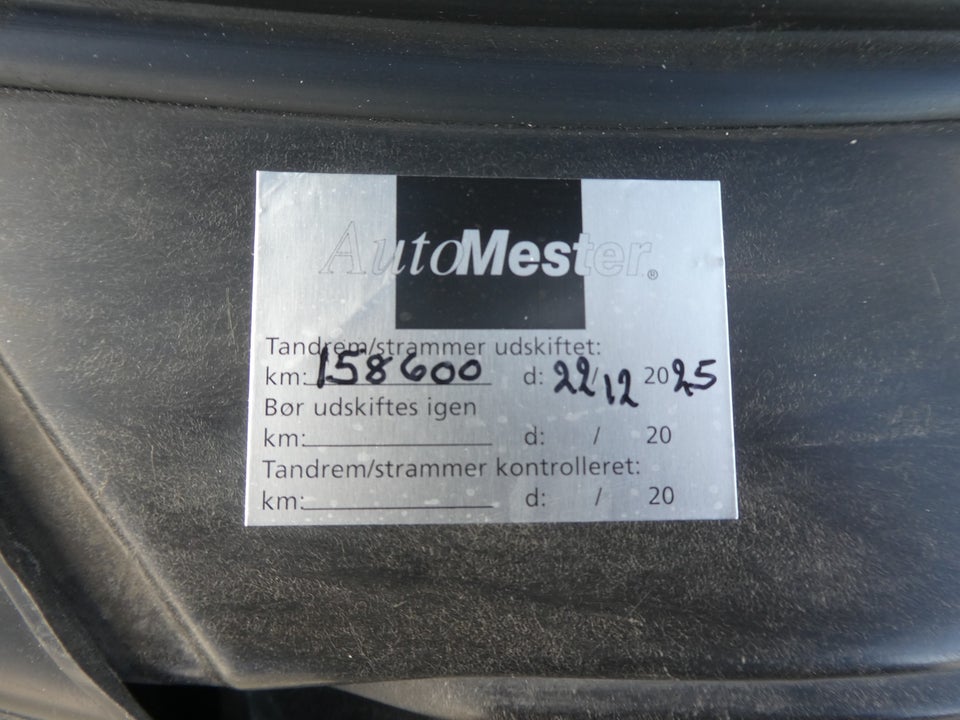 AutoMester®
Tandrem/strammer udskiftet:
km: 158600 d: 22/12 2025
Bør udskiftes igen
km: d: / 20
Tandrem/strammer kontrolleret:
km: d: / 20